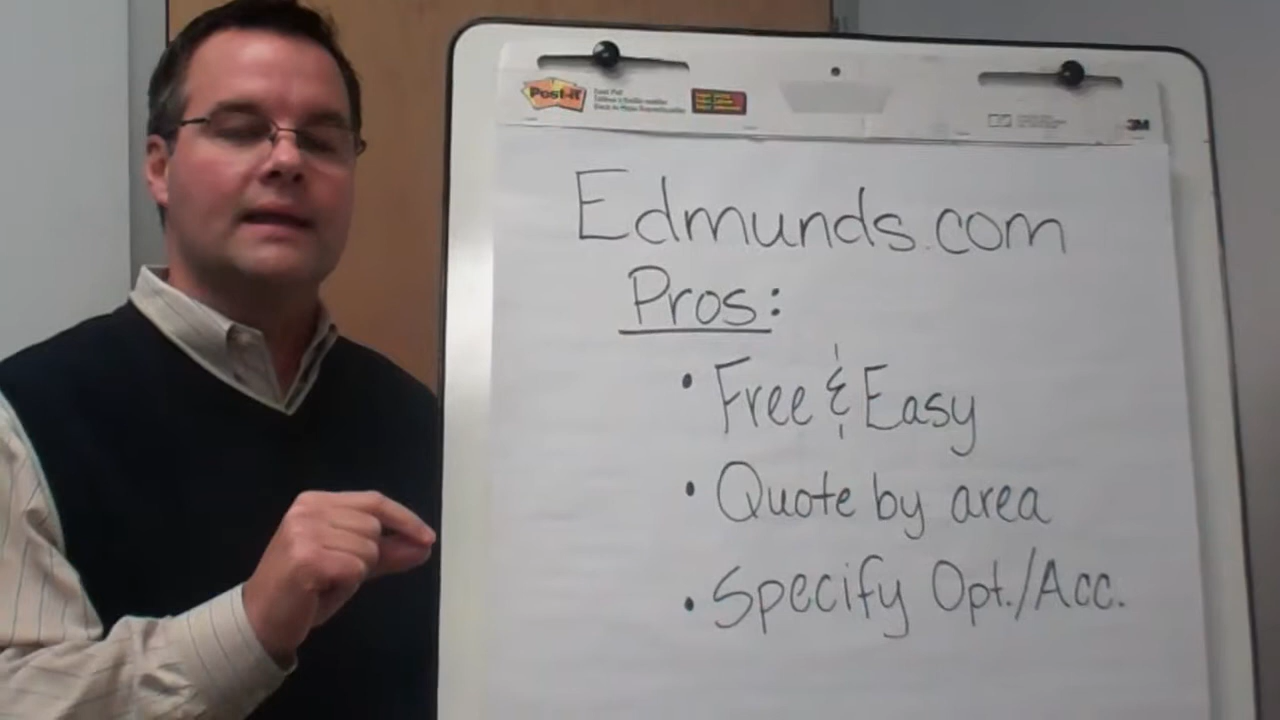 Post-it
3M
Edmunds.com
Pros:
• Free & Easy
• Quote by area
• Specify Opt./Acc.